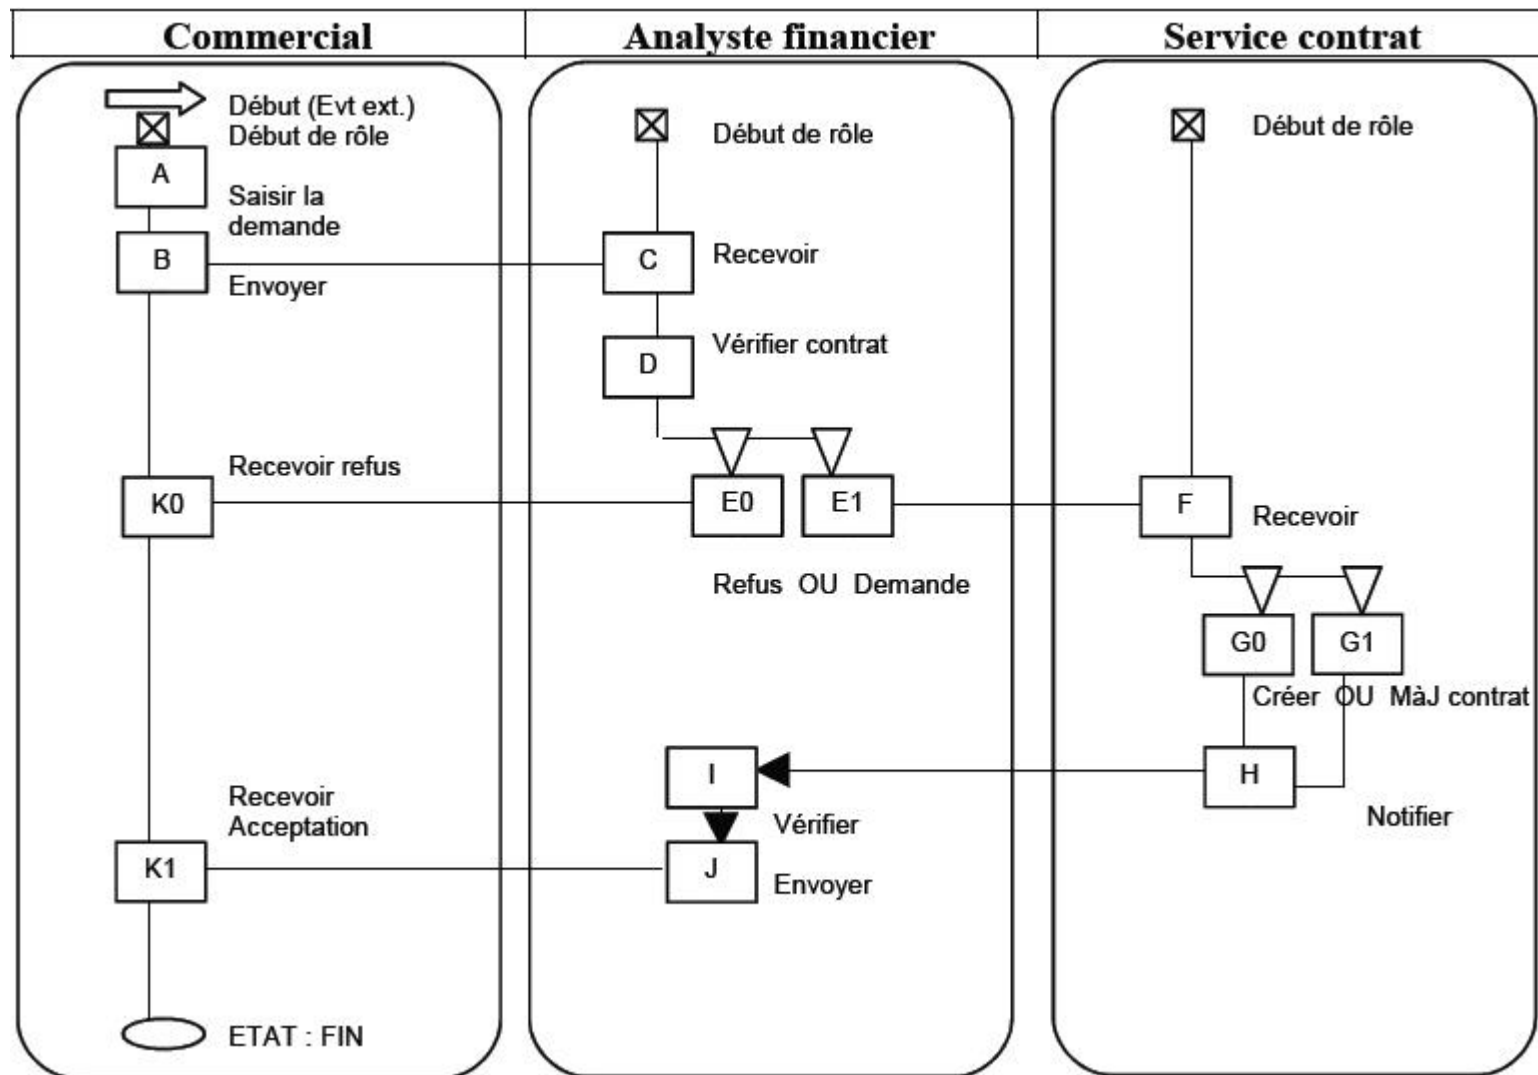 Commercial
Analyste financier
Service contrat
Début (Evt ext.)
Début de rôle
A
Saisir la
demande
B
Envoyer
Recevoir refus
K0
Recevoir
Acceptation
K1
ETAT : FIN
Début de rôle
C
Recevoir
D
Vérifier contrat
E0
E1
Refus OU Demande
I
Vérifier
J
Envoyer
Début de rôle
F
Recevoir
G0
G1
Créer OU MàJ contrat
H
Notifier